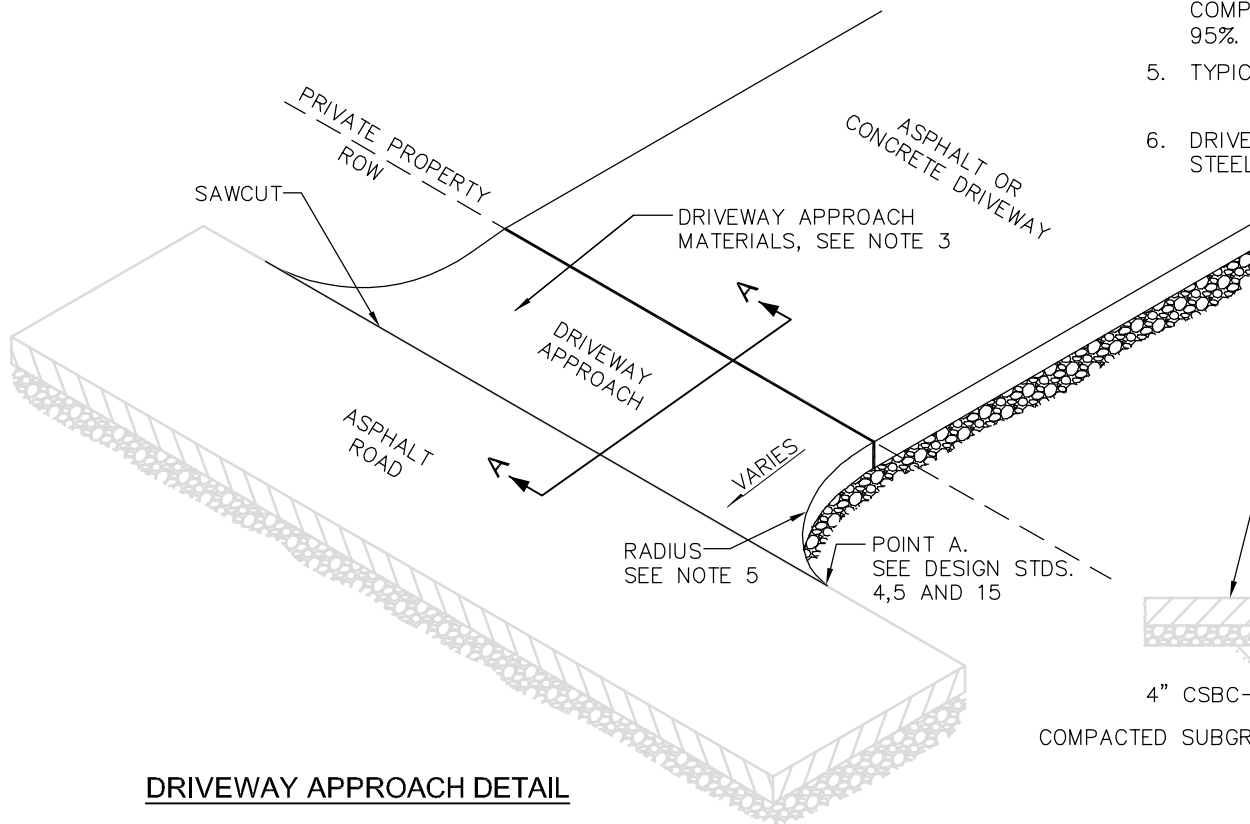 COMP
95%.
5. TYPIC
6. DRIVE
STEEL
PRIVATE PROPERTY
ROW
SAWCUT
ASPHALT OR
CONCRETE DRIVEWAY
DRIVEWAY APPROACH
MATERIALS, SEE NOTE 3
A
DRIVEWAY
APPROACH
ASPHALT
ROAD
A
VARIES
RADIUS
SEE NOTE 5
POINT A.
SEE DESIGN STDS.
4,5 AND 15
4" CSBC
COMPACTED SUBGR
DRIVEWAY APPROACH DETAIL